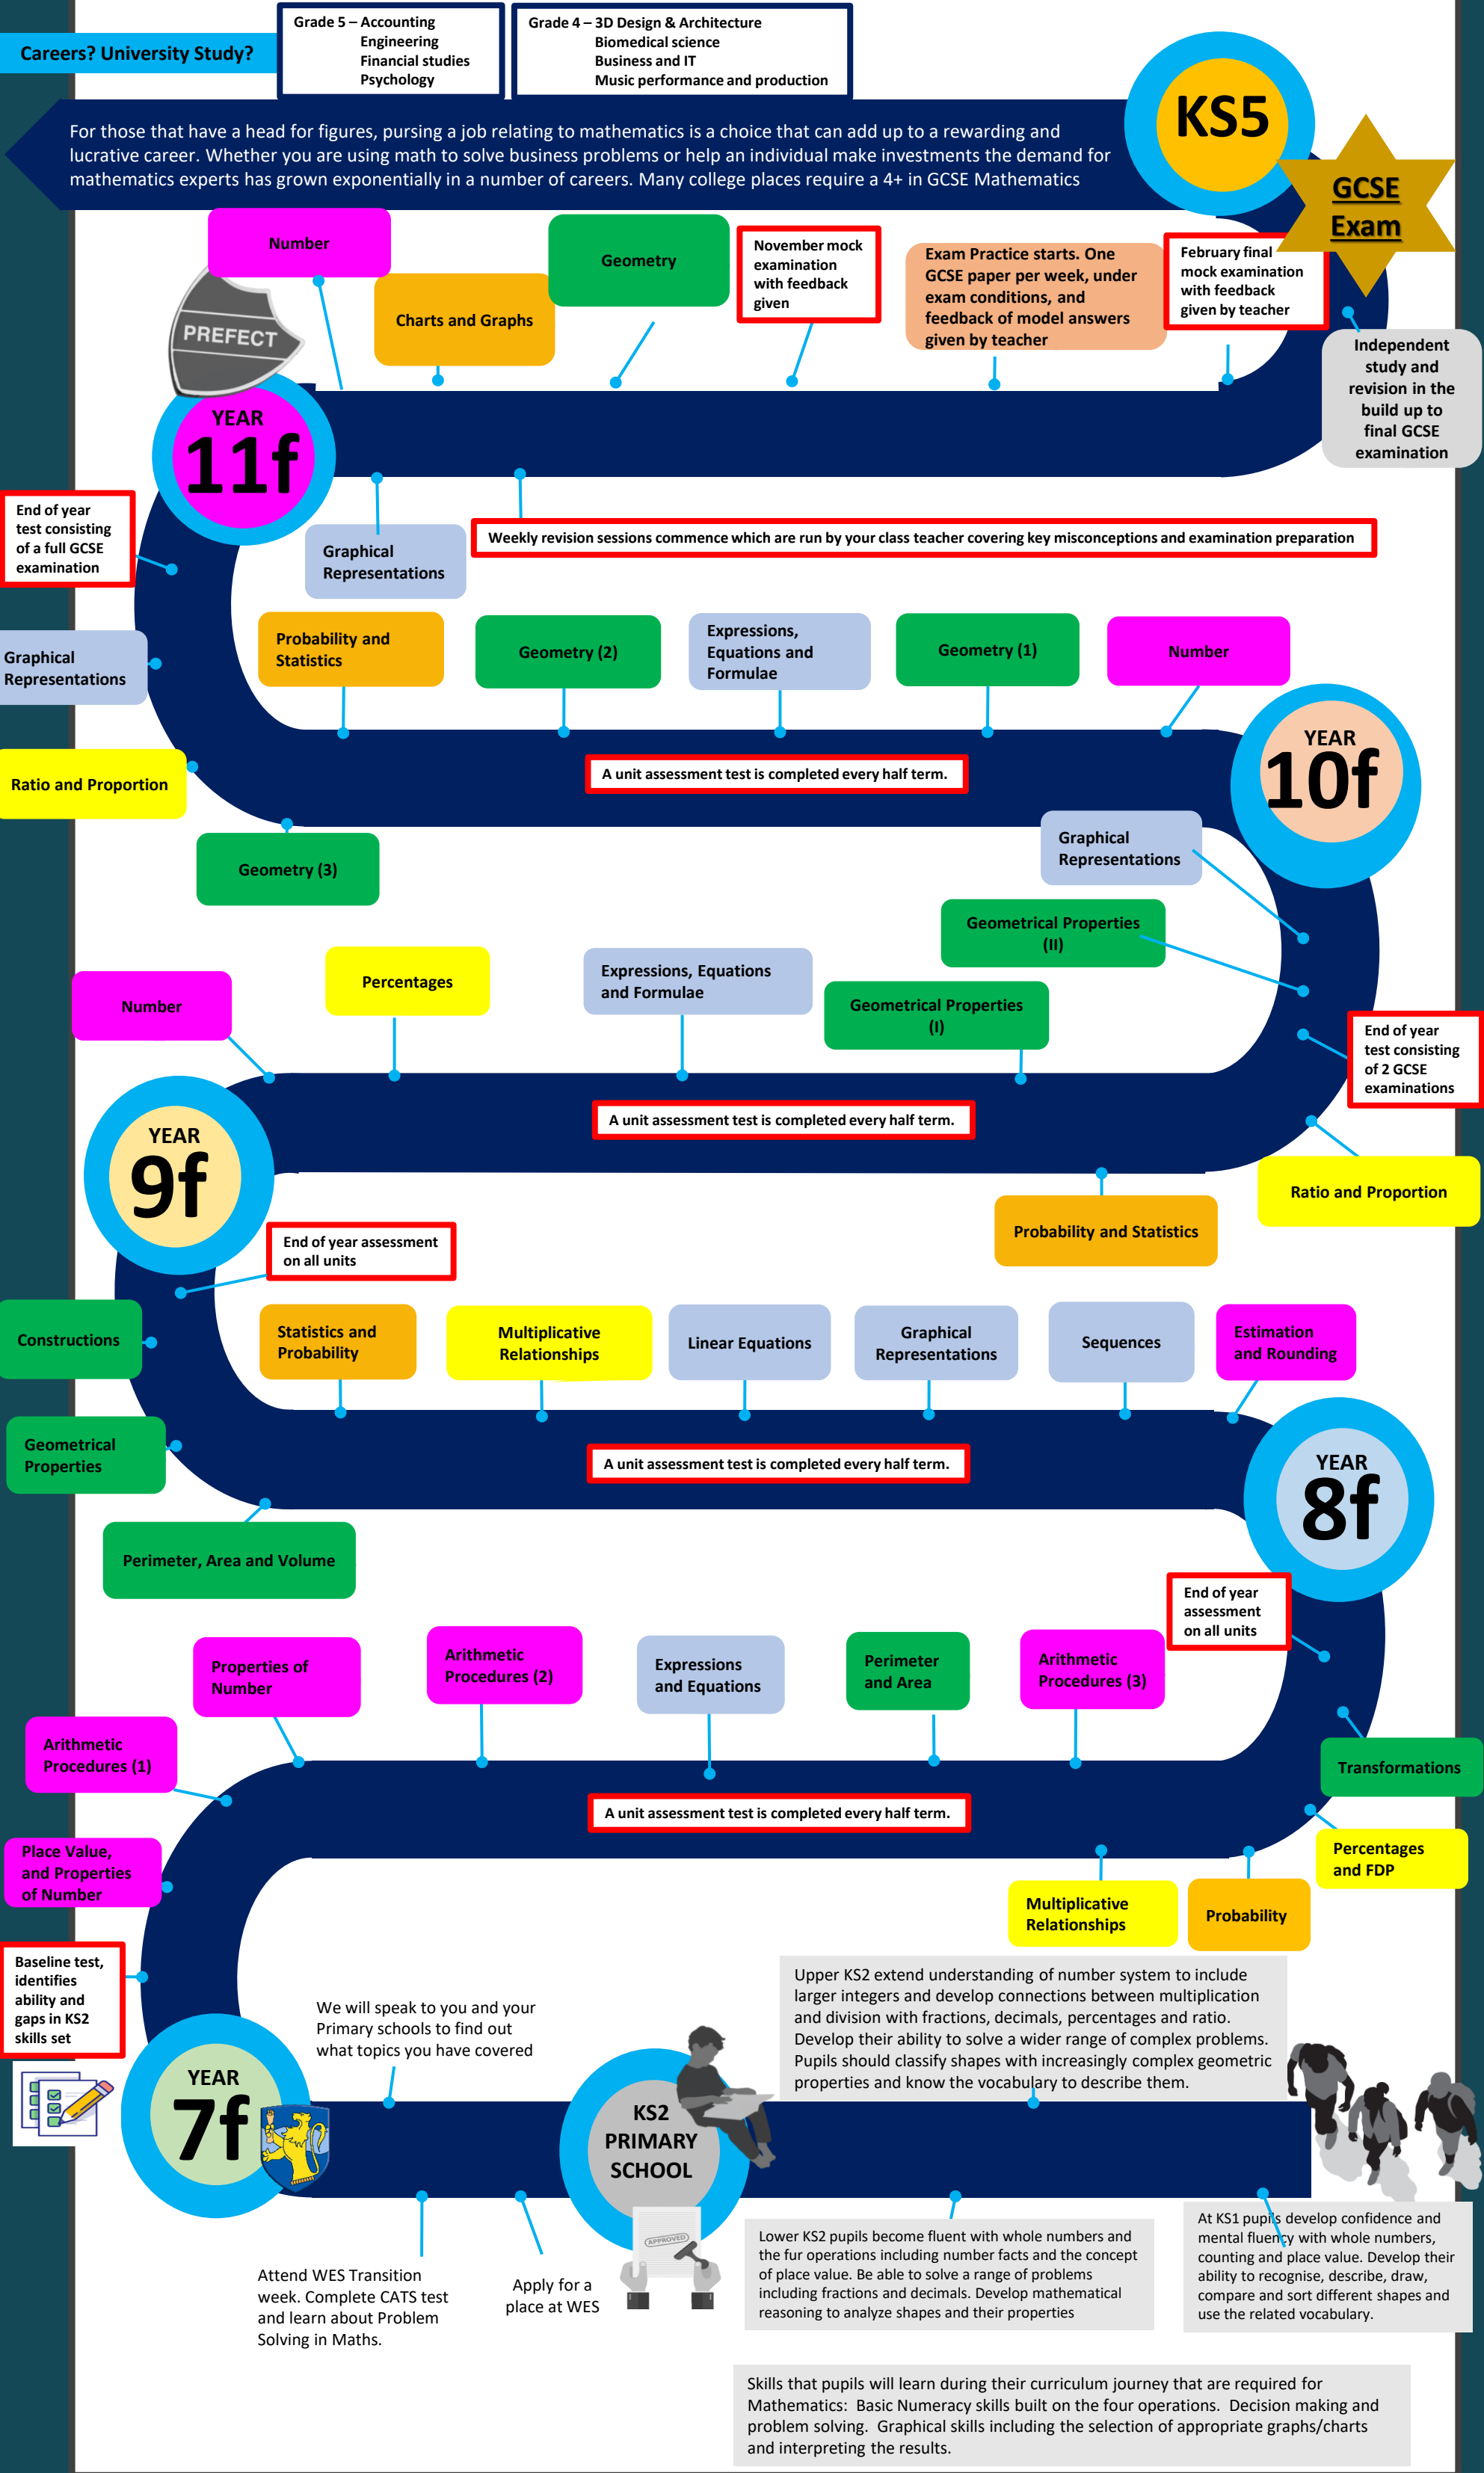 Careers? University Study?
Grade 5 – Accounting
Engineering
Financial studies
Psychology
Grade 4 – 3D Design & Architecture
Biomedical science
Business and IT
Music performance and production
KS5
For those that have a head for figures, pursing a job relating to mathematics is a choice that can add up to a rewarding and
lucrative career. Whether you are using math to solve business problems or help an individual make investments the demand for
mathematics experts has grown exponentially in a number of careers. Many college places require a 4+ in GCSE Mathematics
GCSE
Exam
Number
Charts and Graphs
Geometry
November mock
examination
with feedback
given
Exam Practice starts. One
GCSE paper per week, under
exam conditions, and
feedback of model answers
given by teacher
February final
mock examination
with feedback
given by teacher
Independent
study and
revision in the
build up to
final GCSE
examination
PREFECT
YEAR
11f
End of year
test consisting
of a full GCSE
examination
Graphical
Representations
Weekly revision sessions commence which are run by your class teacher covering key misconceptions and examination preparation
Graphical
Representations
Probability and
Statistics
Geometry (2)
Expressions,
Equations and
Formulae
Geometry (1)
Number
Ratio and Proportion
A unit assessment test is completed every half term.
YEAR
10f
Geometry (3)
Graphical
Representations
Geometrical Properties
(II)
Number
Percentages
Expressions, Equations
and Formulae
Geometrical Properties
(I)
End of year
test consisting
of 2 GCSE
examinations
A unit assessment test is completed every half term.
YEAR
9f
Ratio and Proportion
Probability and Statistics
End of year assessment
on all units
Constructions
Statistics and
Probability
Multiplicative
Relationships
Linear Equations
Graphical
Representations
Sequences
Estimation
and Rounding
Geometrical
Properties
A unit assessment test is completed every half term.
YEAR
8f
Perimeter, Area and Volume
End of year
assessment
on all units
Properties of
Number
Arithmetic
Procedures (2)
Expressions
and Equations
Perimeter
and Area
Arithmetic
Procedures (3)
Arithmetic
Procedures (1)
Transformations
A unit assessment test is completed every half term.
Place Value,
and Properties
of Number
Percentages
and FDP
Multiplicative
Relationships
Probability
Baseline test,
identifies
ability and
gaps in KS2
skills set
We will speak to you and your
Primary schools to find out
what topics you have covered
Upper KS2 extend understanding of number system to include
larger integers and develop connections between multiplication
and division with fractions, decimals, percentages and ratio.
Develop their ability to solve a wider range of complex problems.
Pupils should classify shapes with increasingly complex geometric
properties and know the vocabulary to describe them.
YEAR
7f
KS2
PRIMARY
SCHOOL
APPROVED
Attend WES Transition
week. Complete CATS test
and learn about Problem
Solving in Maths.
Apply for a
place at WES
Lower KS2 pupils become fluent with whole numbers and
the fur operations including number facts and the concept
of place value. Be able to solve a range of problems
including fractions and decimals. Develop mathematical
reasoning to analyze shapes and their properties
At KS1 pupils develop confidence and
mental fluency with whole numbers,
counting and place value. Develop their
ability to recognise, describe, draw,
compare and sort different shapes and
use the related vocabulary.
Skills that pupils will learn during their curriculum journey that are required for
Mathematics:  Basic Numeracy skills built on the four operations.  Decision making and
problem solving.  Graphical skills including the selection of appropriate graphs/charts
and interpreting the results.